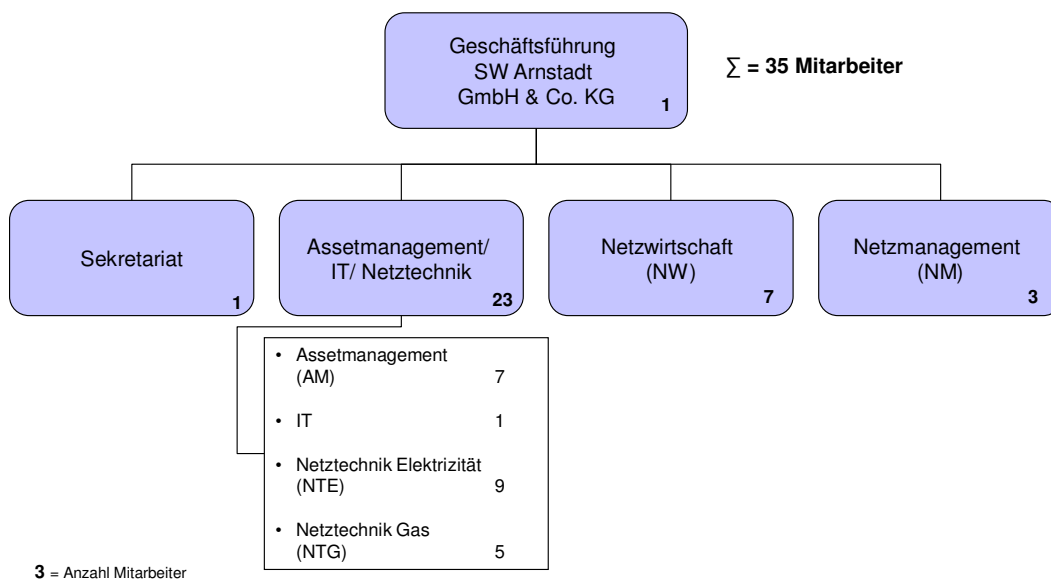 Geschäftsführung
SW Arnstadt
GmbH & Co. KG
1
∑ = 35 Mitarbeiter
Sekretariat
1
Assetmanagement/
IT/ Netztechnik
23
Netzwirtschaft
(NW)
7
Netzmanagement
(NM)
3
• Assetmanagement
(AM) 7
• IT 1
• Netztechnik Elektrizität
(NTE) 9
• Netztechnik Gas
(NTG) 5
3 = Anzahl Mitarbeiter